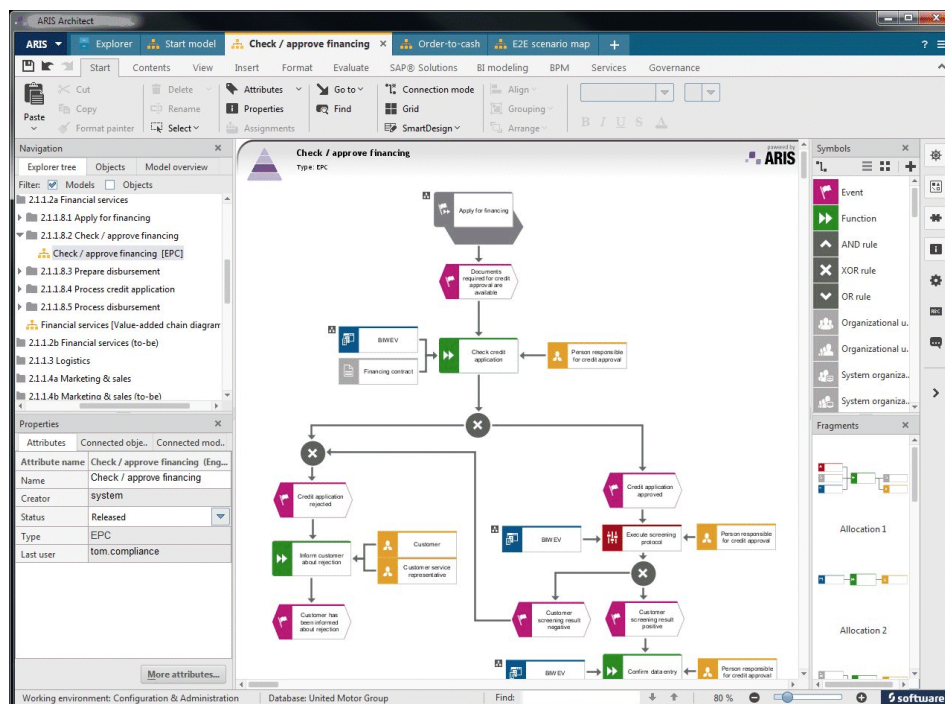 ARIS Architect
ARIS
Explorer
Start model
Check / approve financing
Order-to-cash
E2E scenario map
Start
Contents
View
Insert
Format
Evaluate
SAP® Solutions
BI modeling
BPM
Services
Governance
Paste
Cut
Copy
Format painter
Delete
Rename
Select
Attributes
Properties
Assignments
Go to
Find
Connection mode
Grid
SmartDesign
Align
Grouping
Arrange
B I U S A
Navigation
Explorer tree
Objects
Model overview
Filter:
Models
Objects
2.1.1.2a Financial services
2.1.1.8.1 Apply for financing
2.1.1.8.2 Check / approve financing
Check / approve financing [EPC]
2.1.1.8.3 Prepare disbursement
2.1.1.8.4 Process credit application
2.1.1.8.5 Process disbursement
Financial services [Value-added chain diagram
2.1.1.2b Financial services (to-be)
2.1.1.3 Logistics
2.1.1.4a Marketing & sales
2.1.1.4b Marketing & sales (to-be)
Properties
Attributes
Connected obje..
Connected mod..
Attribute name
Check / approve financing (Eng...
Name
Check / approve financing
Creator
system
Status
Released
Type
EPC
Last user
tom.compliance
More attributes...
Check / approve financing
Type: EPC
powered by
ARIS
Apply for financing
Documents
required for credit
approval are
available
BIW EV
Financing contract
Check credit
application
Person responsible
for credit approval
Credit application
rejected
Credit application
approved
Inform customer
about rejection
Customer
Customer service
representative
BIW EV
Execute screening
protocol
Person responsible
for credit approval
Customer has
been informed
about rejection
Customer
screening result
negative
Customer
screening result
positive
BIW EV
Confirm data entry
Person responsible
for credit approval
Symbols
Event
Function
AND rule
XOR rule
OR rule
Organizational u.
Organizational u.
System organiza..
System organiza..
Fragments
Allocation 1
Allocation 2
ABC
Working environment: Configuration & Administration
Database: United Motor Group
Find:
80 %
software